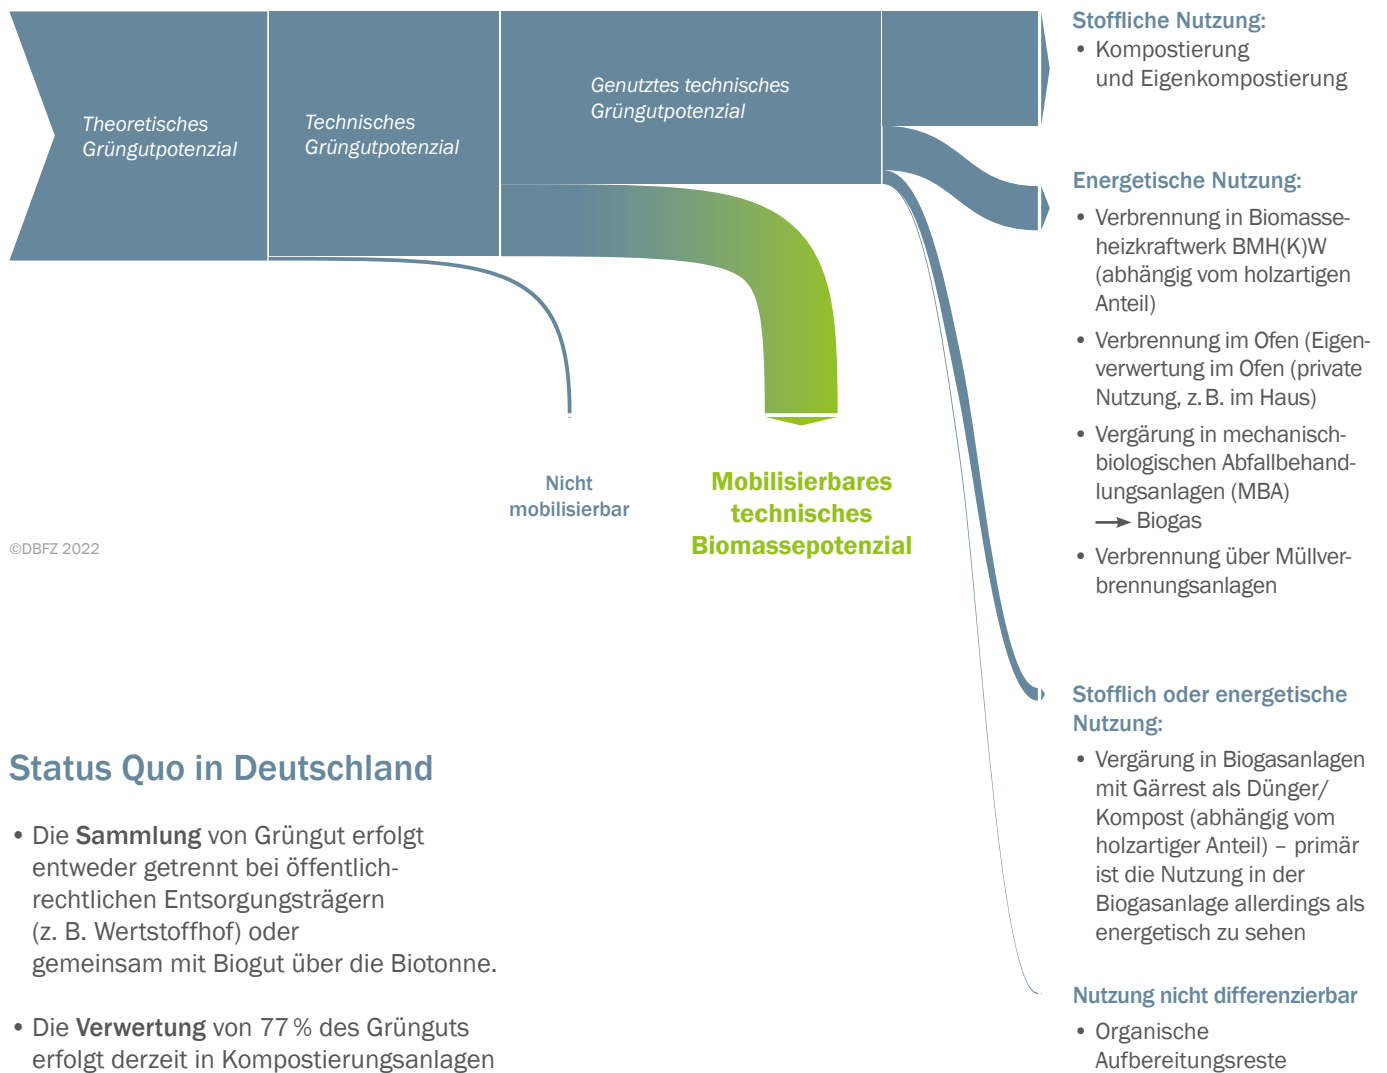 Theoretisches
Grüngutpotenzial
Technisches
Grüngutpotenzial
Genutztes technisches
Grüngutpotenzial
Nicht
mobilisierbar
Mobilisierbares
technisches
Biomassepotenzial
©DBFZ 2022
Stoffliche Nutzung:
• Kompostierung
und Eigenkompostierung
Energetische Nutzung:
• Verbrennung in Biomasse-
heizkraftwerk BMH(K)W
(abhängig vom holzartigen
Anteil)
• Verbrennung im Ofen (Eigen-
verwertung im Ofen (private
Nutzung, z. B. im Haus)
• Vergärung in mechanisch-
biologischen Abfallbehand-
lungsanlagen (MBA)
→ Biogas
• Verbrennung über Müllver-
brennungsanlagen
Stofflich oder energetische
Nutzung:
• Vergärung in Biogasanlagen
mit Gärrest als Dünger/
Kompost (abhängig vom
holzartiger Anteil) – primär
ist die Nutzung in der
Biogasanlage allerdings als
energetisch zu sehen
Nutzung nicht differenzierbar
• Organische
Aufbereitungsreste
Status Quo in Deutschland
• Die Sammlung von Grüngut erfolgt
entweder getrennt bei öffentlich-
rechtlichen Entsorgungsträgern
(z. B. Wertstoffhof) oder
gemeinsam mit Biogut über die Biotonne.
• Die Verwertung von 77 % des Grünguts
erfolgt derzeit in Kompostierungsanlagen